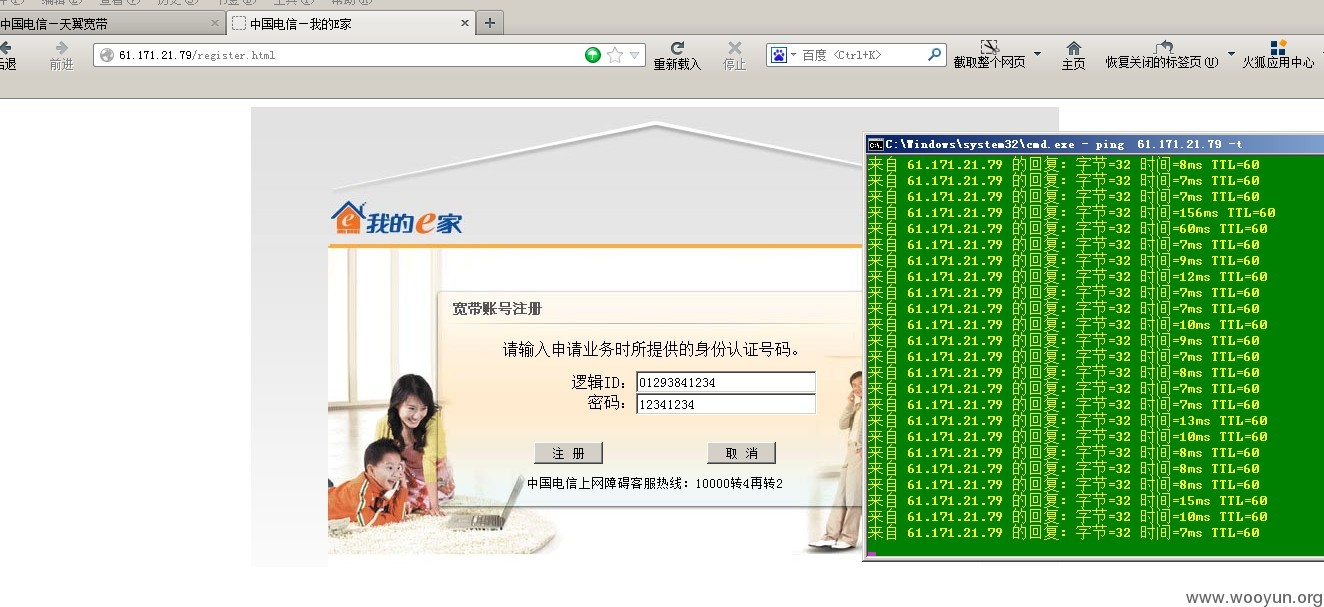 中国电信—天翼宽带
中国电信—我的E家
后退
前进
61.171.21.79/register.html
重新载入
停止
百度 <Ctrl+K>
截取整个网页
主页
恢复关闭的标签页(U)
火狐应用中心
我的e家
宽带账号注册
请输入申请业务时所提供的身份认证号码。
逻辑ID: 01293841234
密码: 12341234
注 册
取 消
中国电信上网障碍客服热线: 10000转4再转2
C:\Windows\system32\cmd.exe - ping 61.171.21.79 -t
来自 61.171.21.79 的回复: 字节=32 时间=8ms TTL=60
来自 61.171.21.79 的回复: 字节=32 时间=7ms TTL=60
来自 61.171.21.79 的回复: 字节=32 时间=7ms TTL=60
来自 61.171.21.79 的回复: 字节=32 时间=156ms TTL=60
来自 61.171.21.79 的回复: 字节=32 时间=60ms TTL=60
来自 61.171.21.79 的回复: 字节=32 时间=7ms TTL=60
来自 61.171.21.79 的回复: 字节=32 时间=9ms TTL=60
来自 61.171.21.79 的回复: 字节=32 时间=12ms TTL=60
来自 61.171.21.79 的回复: 字节=32 时间=7ms TTL=60
来自 61.171.21.79 的回复: 字节=32 时间=7ms TTL=60
来自 61.171.21.79 的回复: 字节=32 时间=10ms TTL=60
来自 61.171.21.79 的回复: 字节=32 时间=9ms TTL=60
来自 61.171.21.79 的回复: 字节=32 时间=7ms TTL=60
来自 61.171.21.79 的回复: 字节=32 时间=8ms TTL=60
来自 61.171.21.79 的回复: 字节=32 时间=7ms TTL=60
来自 61.171.21.79 的回复: 字节=32 时间=7ms TTL=60
来自 61.171.21.79 的回复: 字节=32 时间=13ms TTL=60
来自 61.171.21.79 的回复: 字节=32 时间=10ms TTL=60
来自 61.171.21.79 的回复: 字节=32 时间=8ms TTL=60
来自 61.171.21.79 的回复: 字节=32 时间=8ms TTL=60
来自 61.171.21.79 的回复: 字节=32 时间=8ms TTL=60
来自 61.171.21.79 的回复: 字节=32 时间=15ms TTL=60
来自 61.171.21.79 的回复: 字节=32 时间=10ms TTL=60
来自 61.171.21.79 的回复: 字节=32 时间=7ms TTL=60
www.wooyun.org